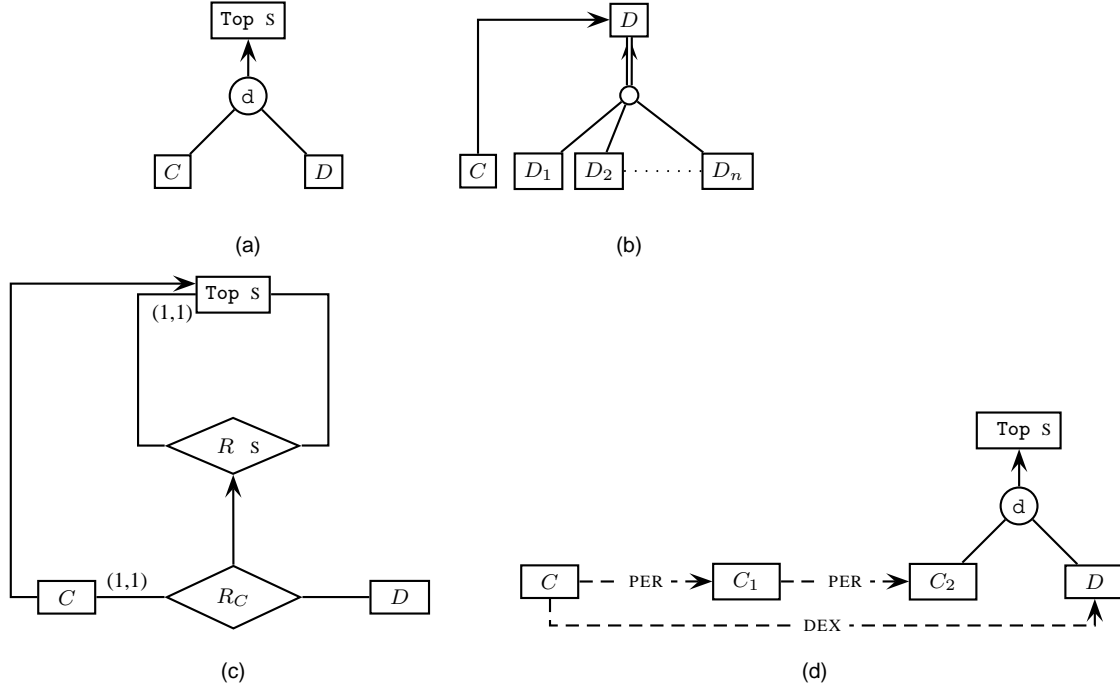 Top S
d
C
D
(a)
D
C
D1
D2
Dn
(b)
Top S
(1,1)
R S
C
(1,1)
RC
D
(c)
Top S
d
C
PER
C1
PER
C2
D
DEX
(d)